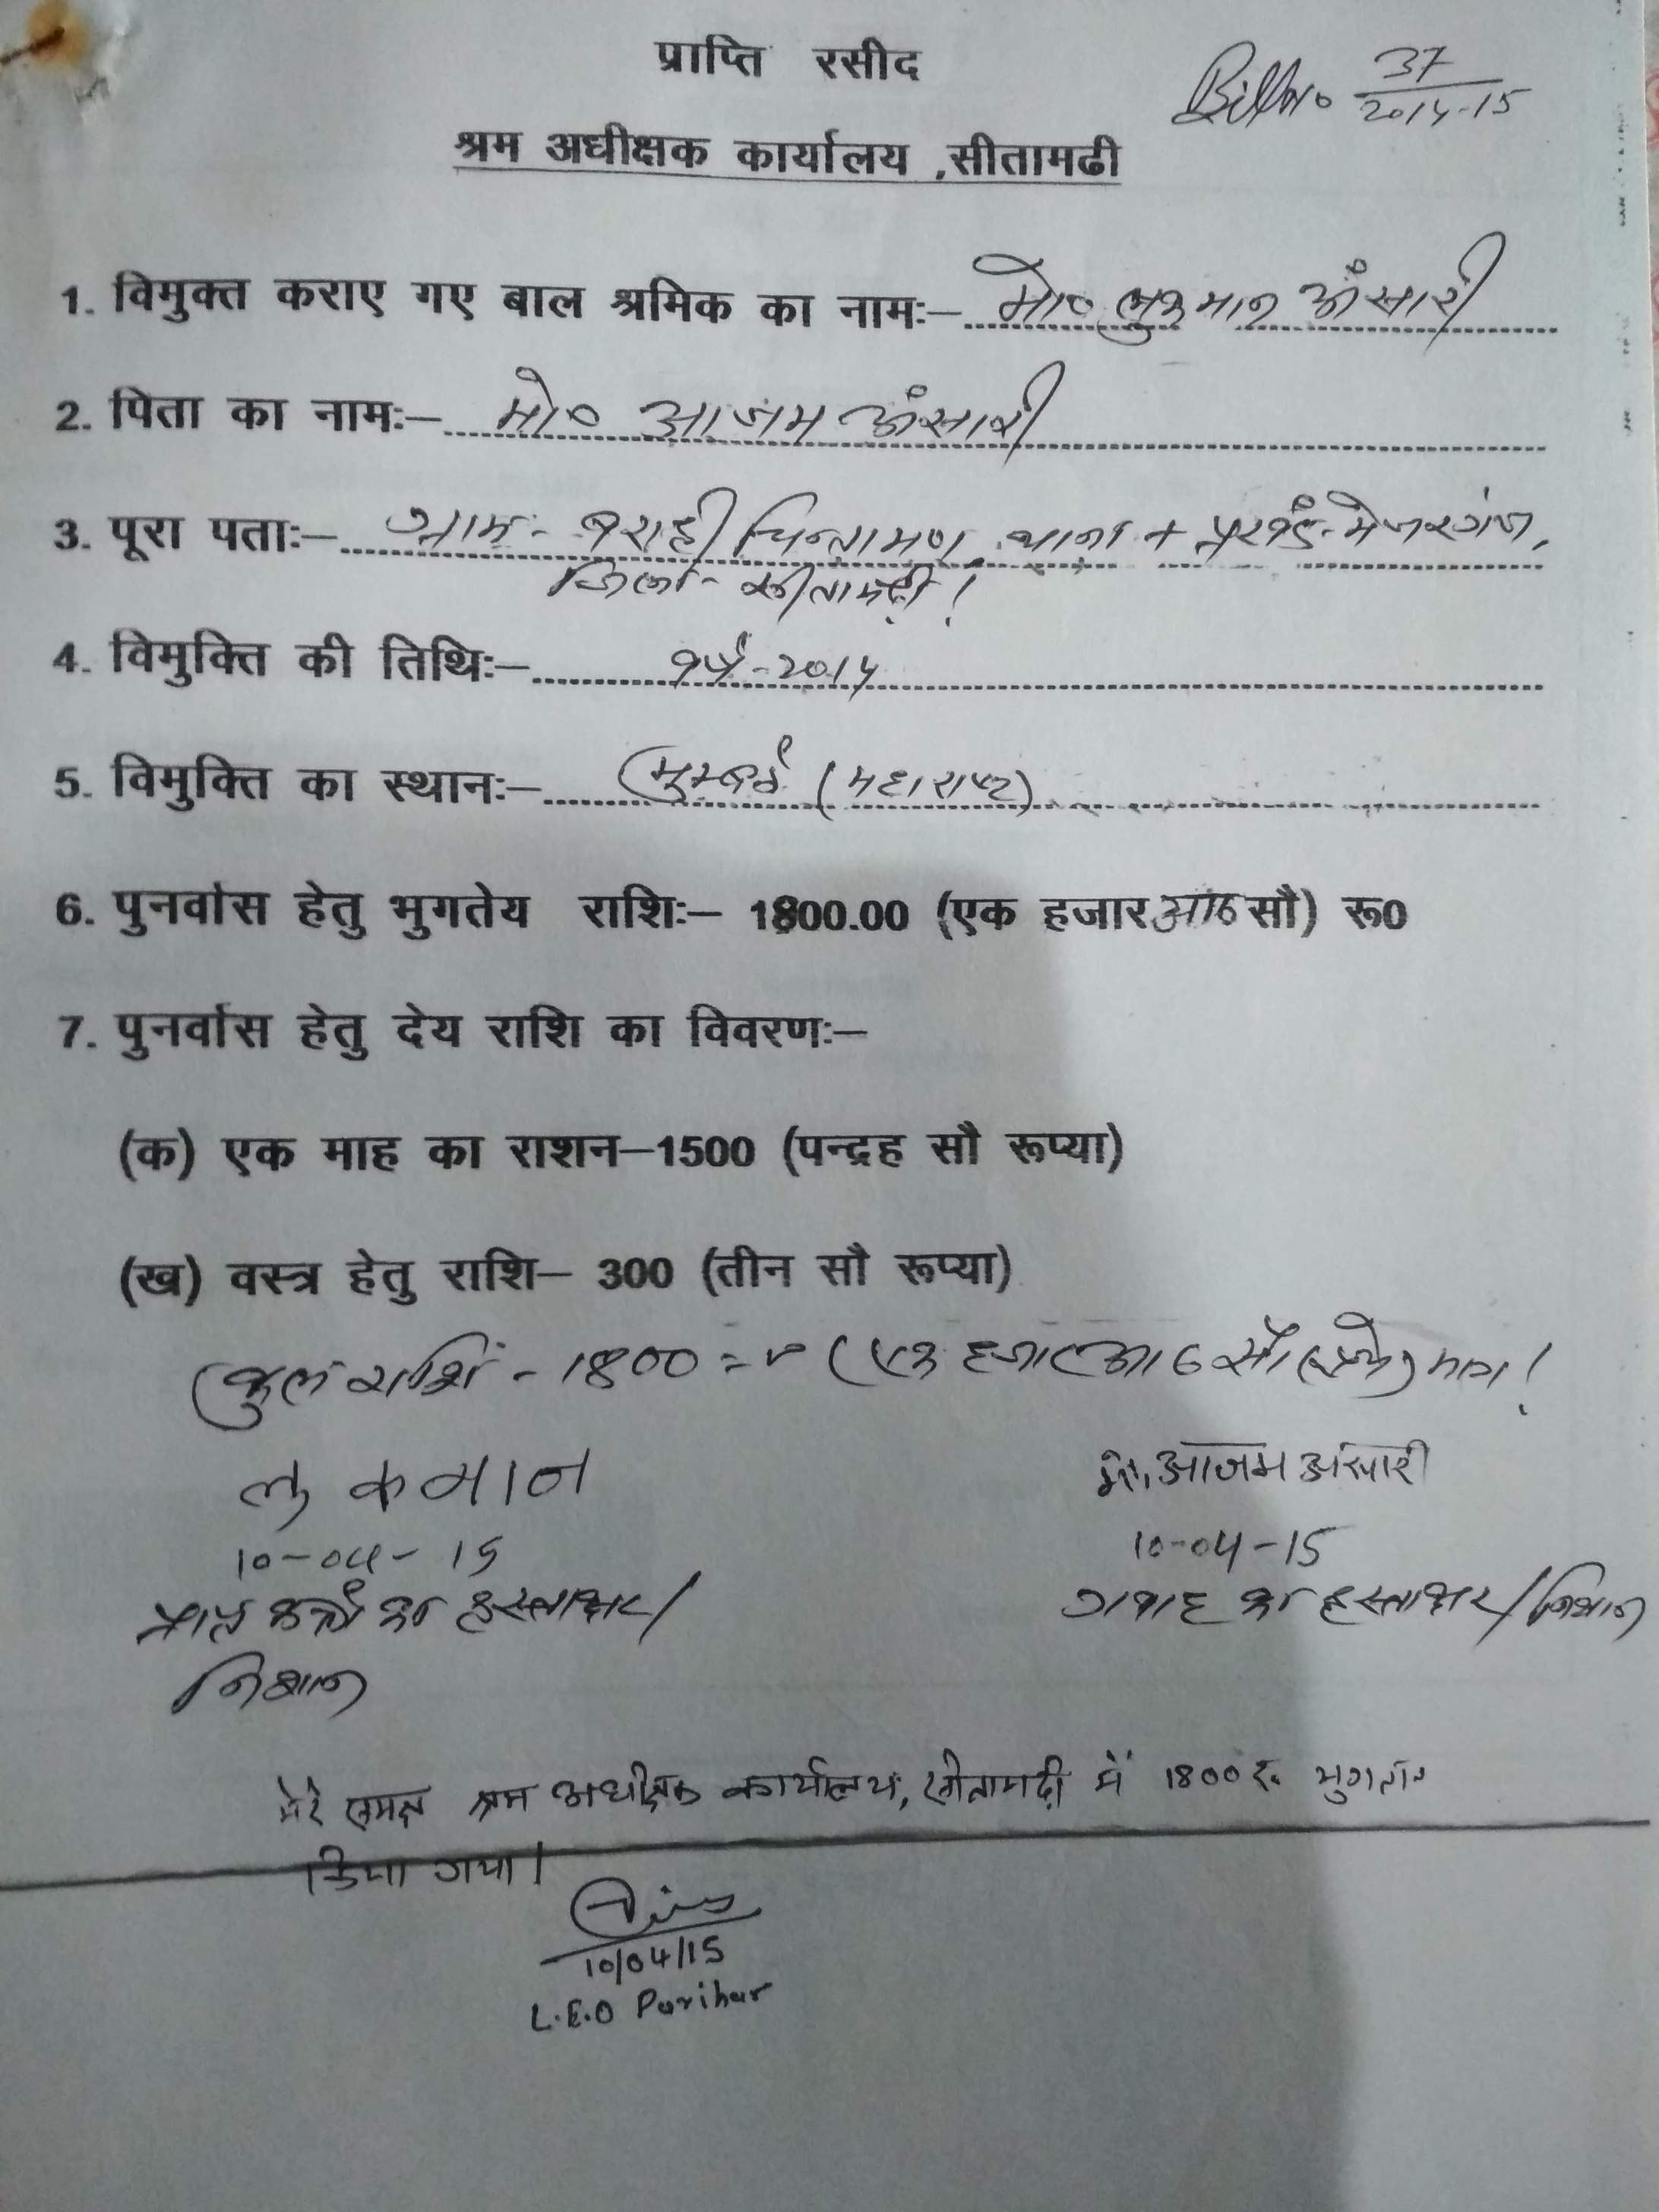 प्राप्ति रसीद
Bill No 37/2014-15
श्रम अधीक्षक कार्यालय ,सीतामढी
1. विमुक्त कराए गए बाल श्रमिक का नामः– मो० लुकमान अंसारी
2. पिता का नामः– मो० आजम अंसारी
3. पूरा पताः– ग्राम:- बराही चिन्तामण, थाना + प्रखंड- मेजरगंज,
जिला- सीतामढ़ी।
4. विमुक्ति की तिथिः– वर्ष-2014
5. विमुक्ति का स्थानः– मुम्बई (महाराष्ट्र)
6. पुनर्वास हेतु भुगतेय राशिः– 1800.00 (एक हजार आठ सौ) रू0
7. पुनर्वास हेतु देय राशि का विवरणः–
(क) एक माह का राशन–1500 (पन्द्रह सौ रूप्या)
(ख) वस्त्र हेतु राशि– 300 (तीन सौ रूप्या)
कुल राशि - 1800 = (एक हजार आठ सौ रूपये) मात्र।
लुकमान
10-04-15
मो. आजम अंसारी
10-04-15
प्राप्त कर्ता का हस्ताक्षर/
निशान
गवाह का हस्ताक्षर/निशान
मेरे समक्ष श्रम अधीक्षक कार्यालय, सीतामढ़ी में 1800रु. भुगतान
किया गया।
10/04/15
L.E.O Parihar